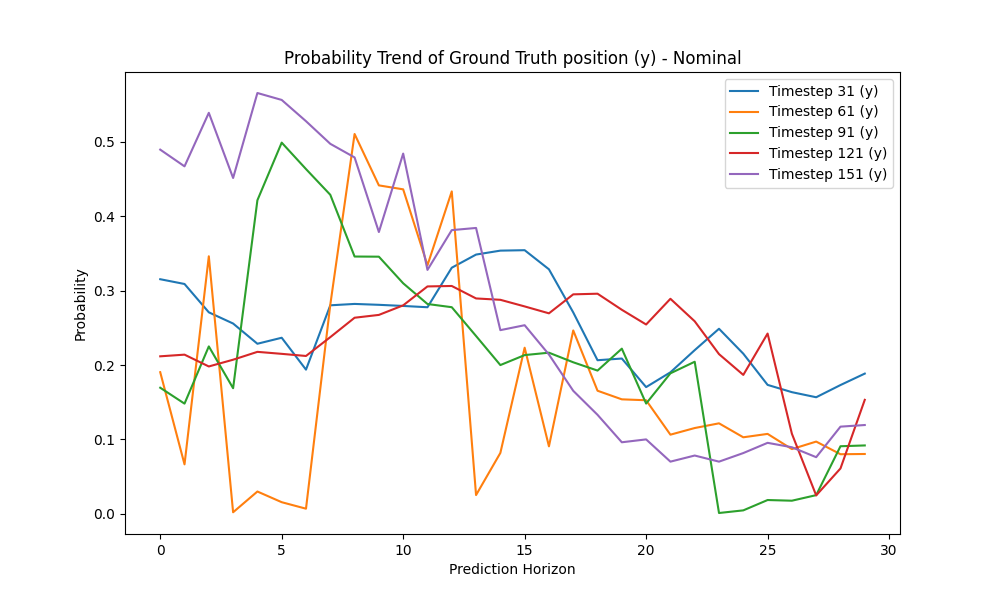 Probability Trend of Ground Truth position (y) - Nominal
Timestep 31 (y)
Timestep 61 (y)
Timestep 91 (y)
Timestep 121 (y)
Timestep 151 (y)
Probability
0.5
0.4
0.3
0.2
0.1
0.0
0 5 10 15 20 25 30
Prediction Horizon